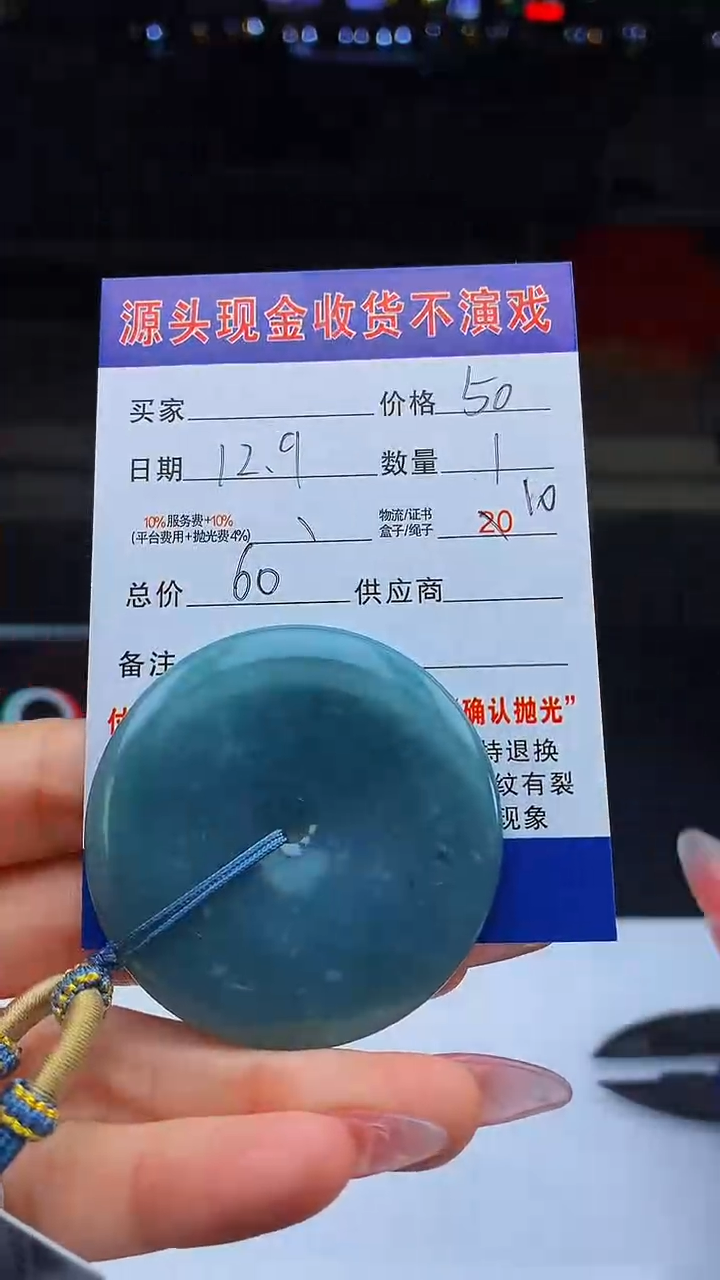 源头现金收货不演戏
买家 价格 50
日期 12.9 数量 1
10%服务费+10% 物流/证书 20 10
(平台费用+抛光费4%) 盒子/绳子
总价 60 供应商
备注
付 确认抛光”
持退换
纹有裂
现象